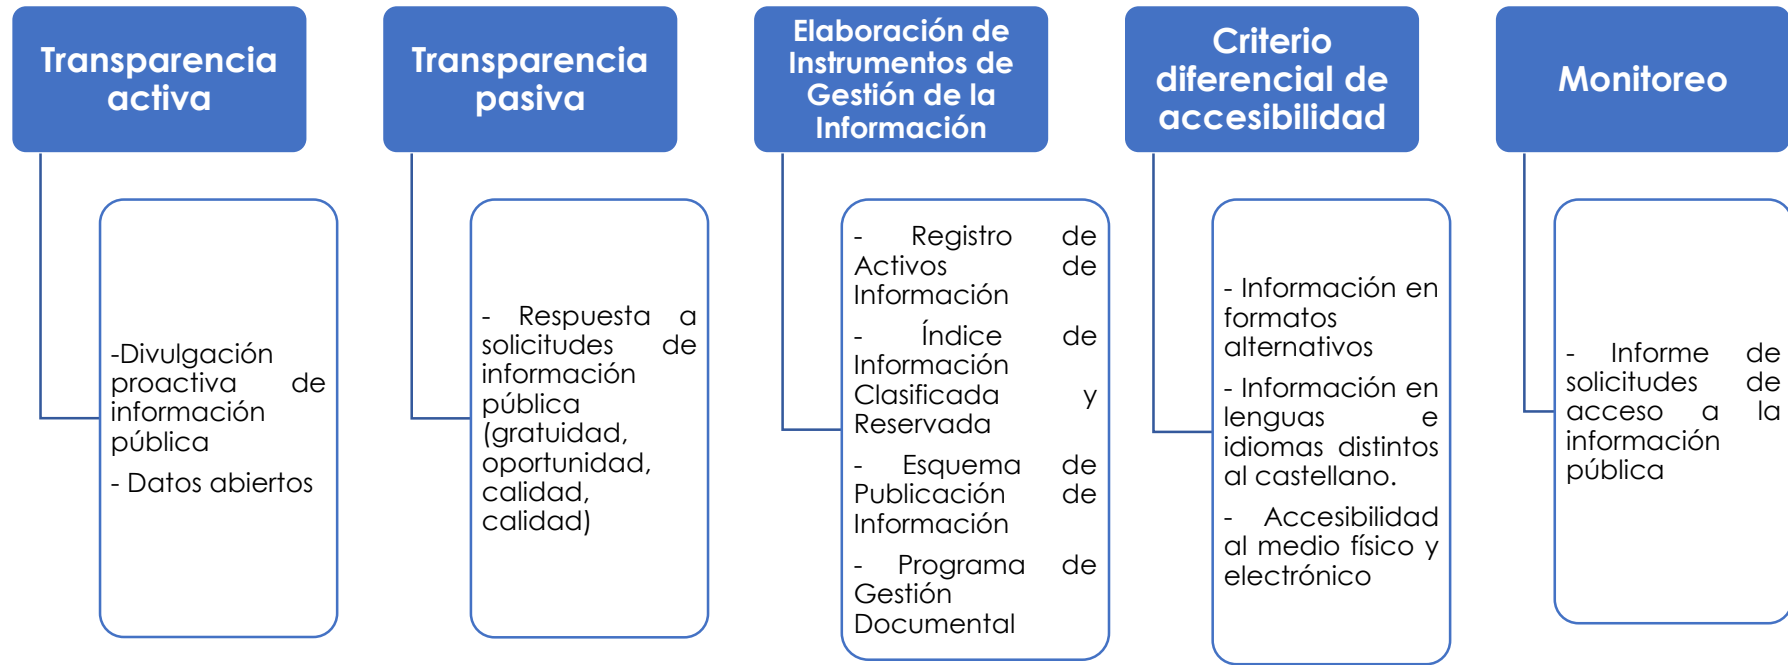 Transparencia
activa
-Divulgación
proactiva de
información
pública
- Datos abiertos
Transparencia
pasiva
- Respuesta a
solicitudes de
información
pública
(gratuidad,
oportunidad,
calidad,
calidad)
Elaboración de
Instrumentos de
Gestión de la
Información
- Registro de
Activos de
Información
- Índice de
Información
Clasificada y
Reservada
- Esquema de
Publicación de
Información
- Programa de
Gestión
Documental
Criterio
diferencial de
accesibilidad
- Información en
formatos
alternativos
- Información en
lenguas e
idiomas distintos
al castellano.
- Accesibilidad
al medio físico y
electrónico
Monitoreo
- Informe de
solicitudes de
acceso a la
información
pública